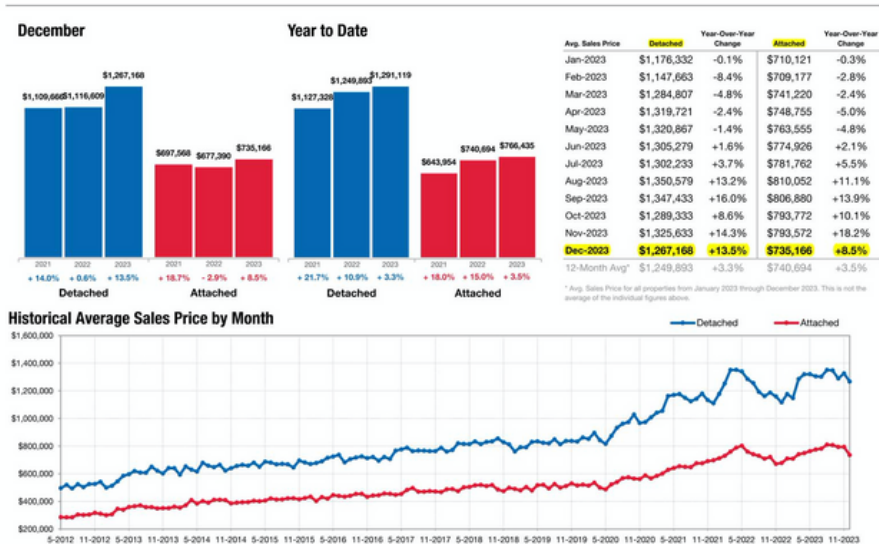 December
Year to Date
$1,109,666
$1,116,609
$1,267,168
$697,568
$677,390
$735,166
2021
2022
2023
2021
2022
2023
+ 14.0%
+ 0.6%
+ 13.5%
+ 18.7%
- 2.9%
+ 8.5%
Detached
Attached
$1,127,328
$1,249,893
$1,291,119
$643,954
$740,694
$766,435
2021
2022
2023
2021
2022
2023
+ 21.7%
+ 10.9%
+ 3.3%
+ 18.0%
+ 15.0%
+ 3.5%
Detached
Attached
Avg. Sales Price Detached Year-Over-Year Change Attached Year-Over-Year Change
Jan-2023 $1,176,332 -0.1% $710,121 -0.3%
Feb-2023 $1,147,663 -8.4% $709,177 -2.8%
Mar-2023 $1,284,807 -4.8% $741,220 -2.4%
Apr-2023 $1,319,721 -2.4% $748,755 -5.0%
May-2023 $1,320,867 -1.4% $763,555 -4.8%
Jun-2023 $1,305,279 +1.6% $774,926 +2.1%
Jul-2023 $1,302,233 +3.7% $781,762 +5.5%
Aug-2023 $1,350,579 +13.2% $810,052 +11.1%
Sep-2023 $1,347,433 +16.0% $806,880 +13.9%
Oct-2023 $1,289,333 +8.6% $793,772 +10.1%
Nov-2023 $1,325,633 +14.3% $793,572 +18.2%
Dec-2023 $1,267,168 +13.5% $735,166 +8.5%
12-Month Avg* $1,249,893 +3.3% $740,694 +3.5%
* Avg. Sales Price for all properties from January 2023 through December 2023. This is not the
average of the individual figures above.
Historical Average Sales Price by Month
Detached
Attached
$1,600,000
$1,400,000
$1,200,000
$1,000,000
$800,000
$600,000
$400,000
$200,000
5-2012 11-2012 5-2013 11-2013 5-2014 11-2014 5-2015 11-2015 5-2016 11-2016 5-2017 11-2017 5-2018 11-2018 5-2019 11-2019 5-2020 11-2020 5-2021 11-2021 5-2022 11-2022 5-2023 11-2023